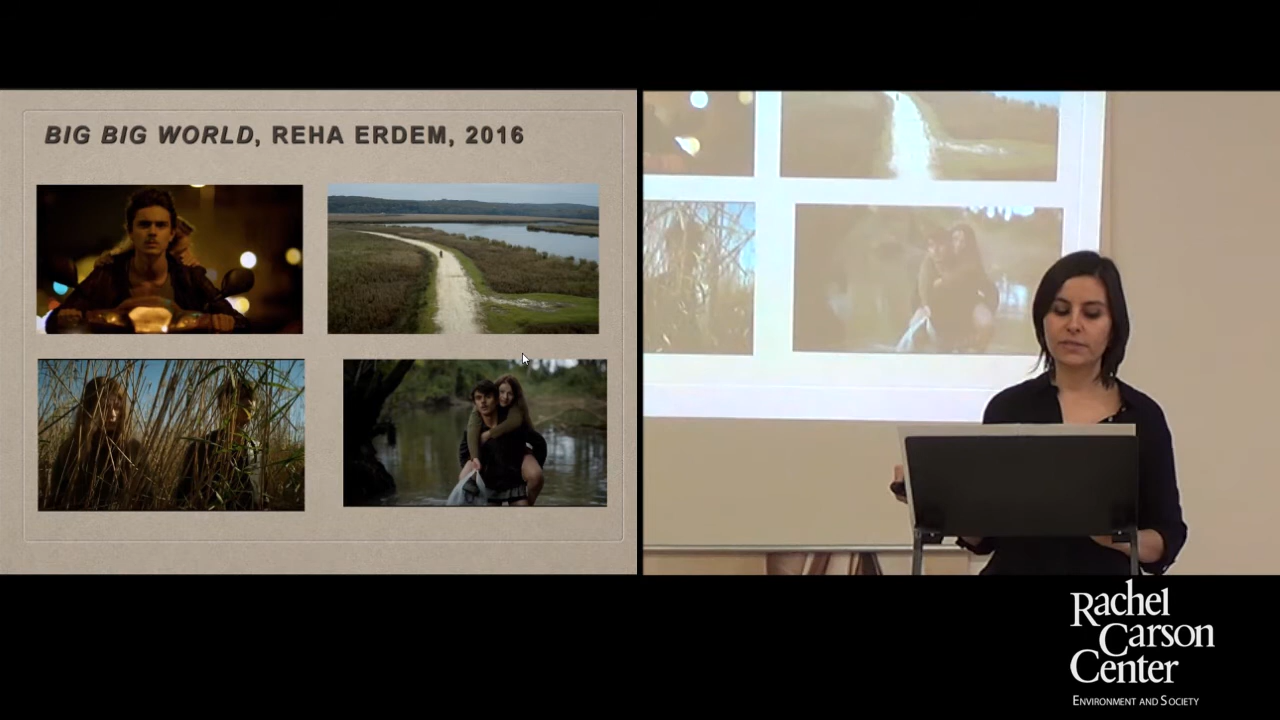 BIG BIG WORLD, REHA ERDEM, 2016
Rachel
Carson
Center
ENVIRONMENT AND SOCIETY